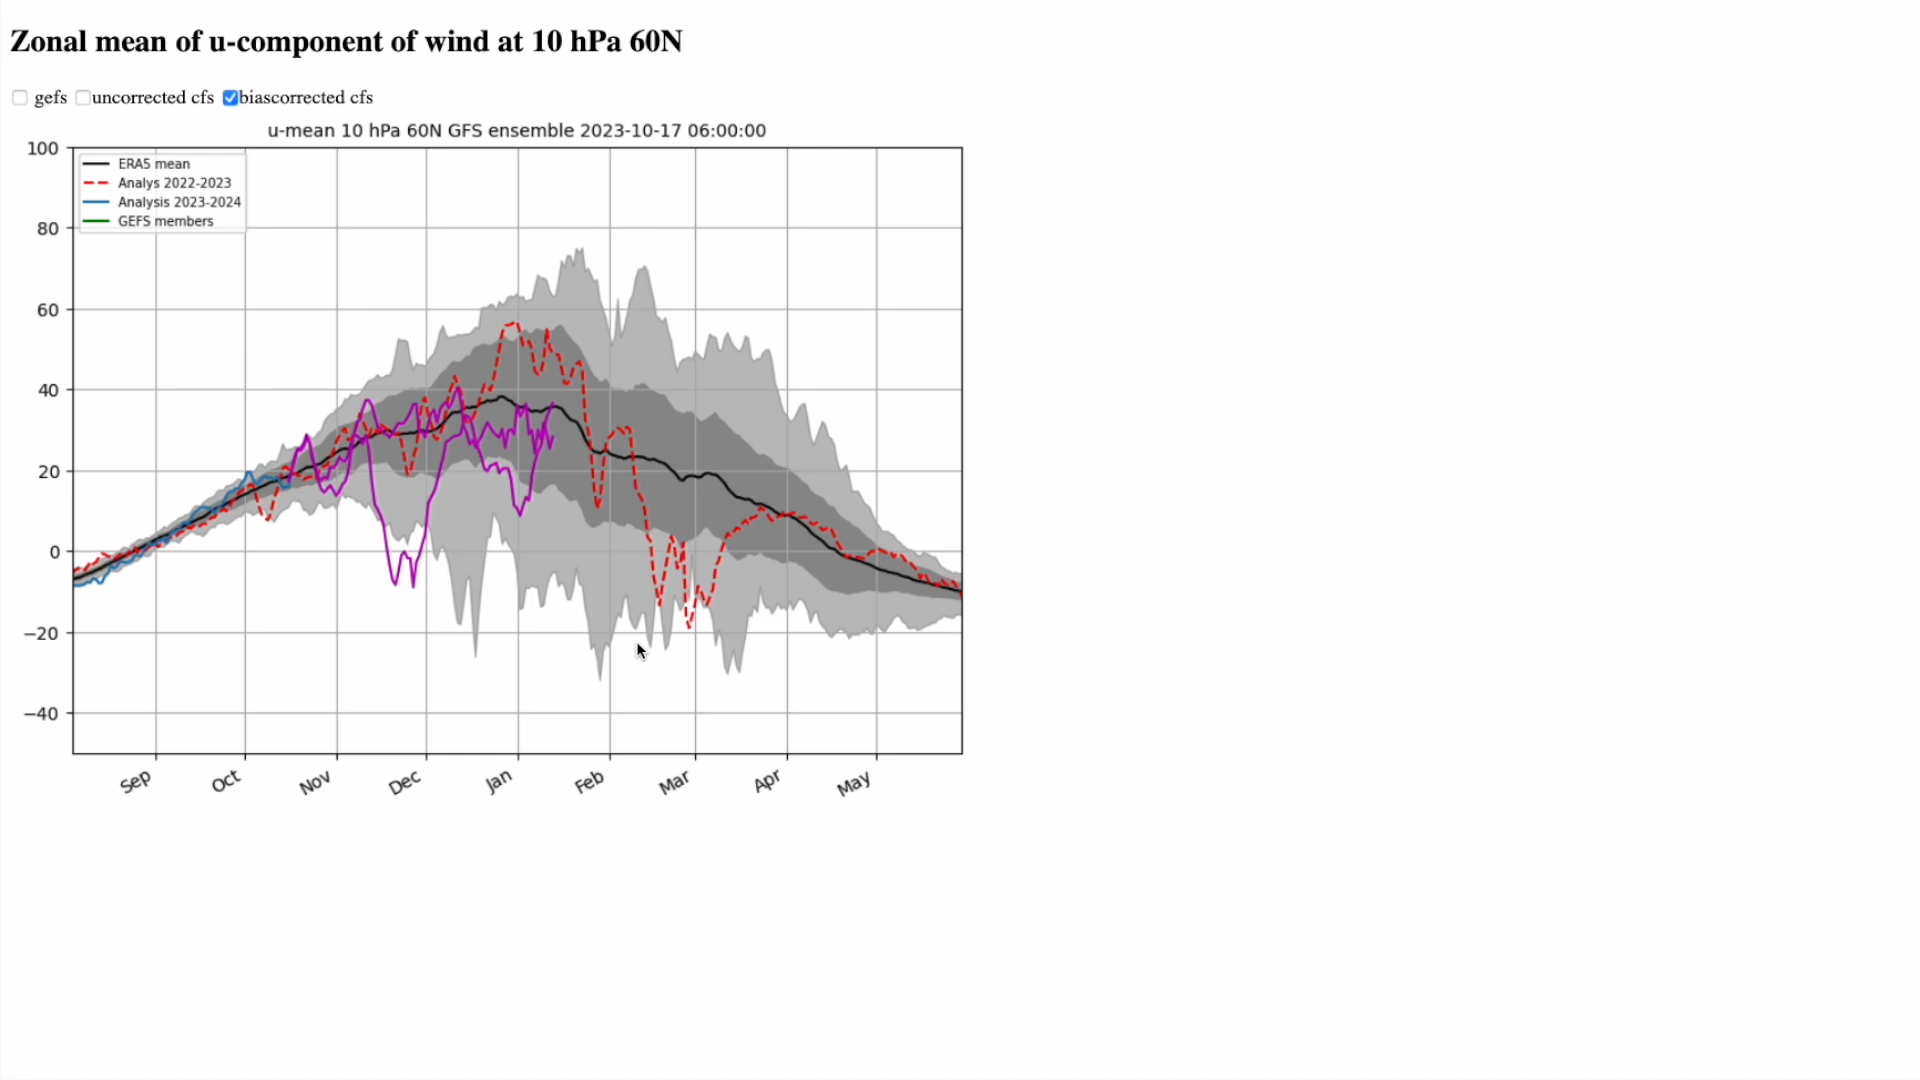 Zonal mean of u-component of wind at 10 hPa 60N
gefs uncorrected cfs biascorrected cfs
u-mean 10 hPa 60N GFS ensemble 2023-10-17 06:00:00
100
ERA5 mean
Analys 2022-2023
Analysis 2023-2024
GEFS members
80
60
40
20
0
−20
−40
Sep Oct Nov Dec Jan Feb Mar Apr May